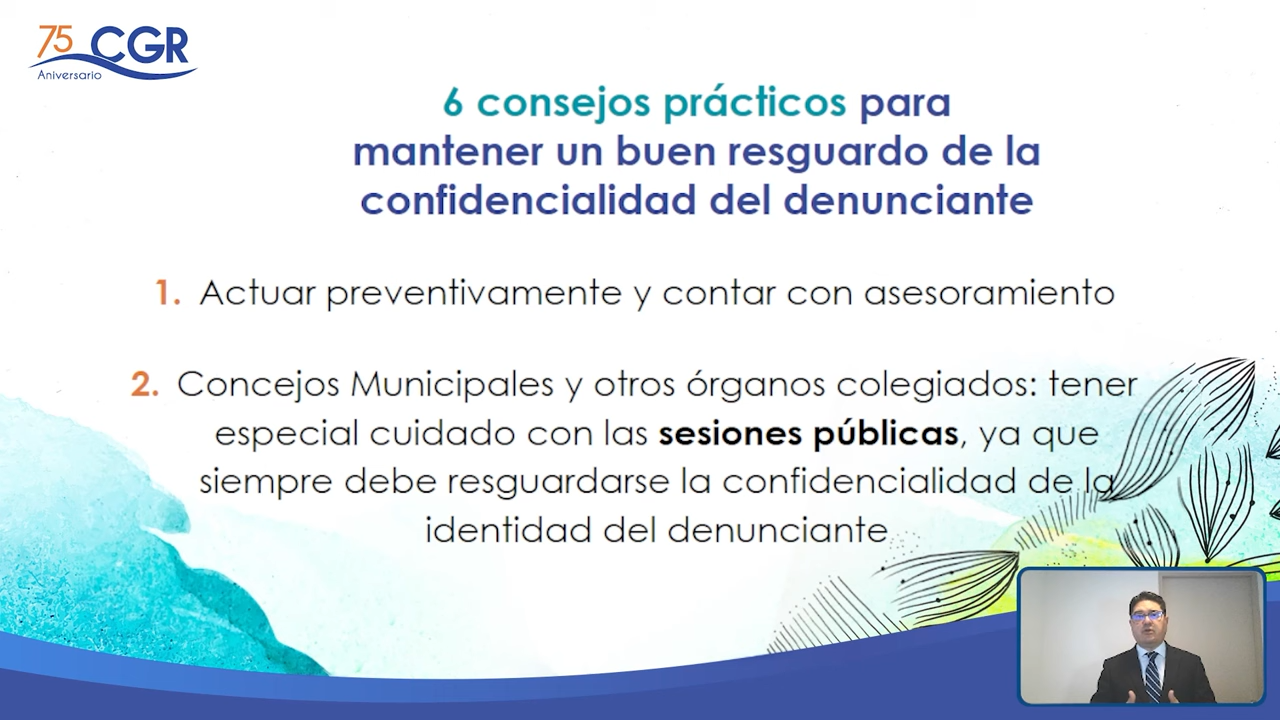 75 CGR
Aniversario
6 consejos prácticos para
mantener un buen resguardo de la
confidencialidad del denunciante
1. Actuar preventivamente y contar con asesoramiento
2. Concejos Municipales y otros órganos colegiados: tener
especial cuidado con las sesiones públicas, ya que
siempre debe resguardarse la confidencialidad de la
identidad del denunciante